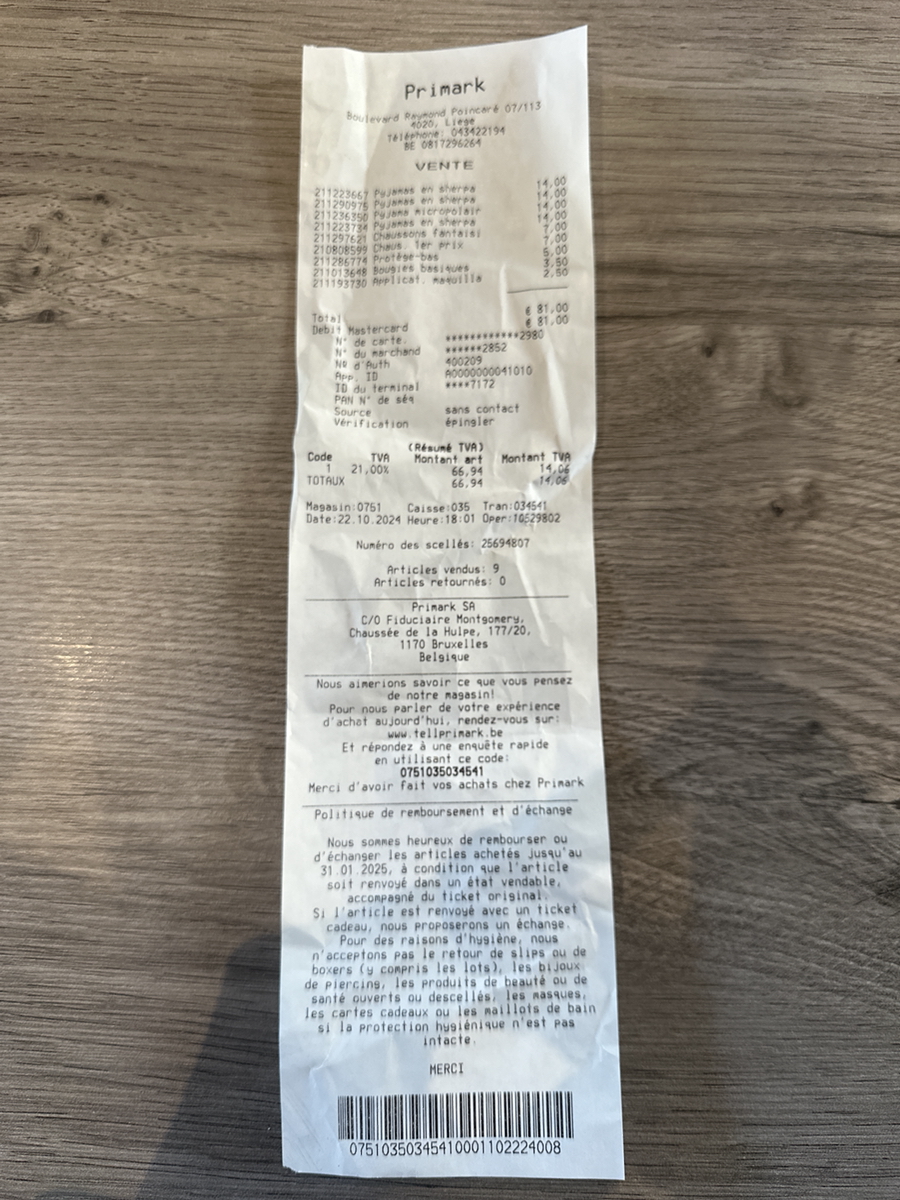 Primark
Boulevard Raymond Poincaré 07/113
4020, Liege
Téléphone: 043422194
BE 0817296264
VENTE
211223667 Pyjamas en sherpa 14,00
211290975 Pyjamas en sherpa 14,00
211236350 Pyjama micropolair 14,00
211223734 Pyjamas en sherpa 14,00
211297621 Chaussons fantaisi 7,00
210808599 Chaus. 1er prix 7,00
211286774 Protège-bas 5,00
211013648 Bougies basiques 3,50
211193730 Applicat. maquilla 2,50
Total € 81,00
Debit Mastercard € 81,00
N° de carte. ************2980
N° du marchand ******2852
Nº d'Auth 400209
App. ID A0000000041010
ID du terminal ****7172
PAN N° de séq
Source sans contact
Vérification épingler
(Résumé TVA)
Code TVA Montant art Montant TVA
1 21,00% 66,94 14,06
TOTAUX 66,94 14,06
Magasin:0751 Caisse:035 Tran:034541
Date:22.10.2024 Heure:18:01 Oper:10529802
Numéro des scellés: 25694807
Articles vendus: 9
Articles retournés: 0
Primark SA
C/O Fiduciaire Montgomery,
Chaussée de la Hulpe, 177/20,
1170 Bruxelles
Belgique
Nous aimerions savoir ce que vous pensez
de notre magasin!
Pour nous parler de votre expérience
d'achat aujourd'hui, rendez-vous sur:
www.tellprimark.be
Et répondez à une enquête rapide
en utilisant ce code:
0751035034541
Merci d'avoir fait vos achats chez Primark
Politique de remboursement et d'échange
Nous sommes heureux de rembourser ou
d'échanger les articles achetés jusqu'au
31.01.2025, à condition que l'article
soit renvoyé dans un état vendable,
accompagné du ticket original.
Si l'article est renvoyé avec un ticket
cadeau, nous proposerons un échange.
Pour des raisons d'hygiène, nous
n'acceptons pas le retour de slips ou de
boxers (y compris les lots), les bijoux
de piercing, les produits de beauté ou de
santé ouverts ou descellés, les masques,
les cartes cadeaux ou les maillots de bain
si la protection hygiénique n'est pas
intacte.
MERCI
07510350345410001102224008